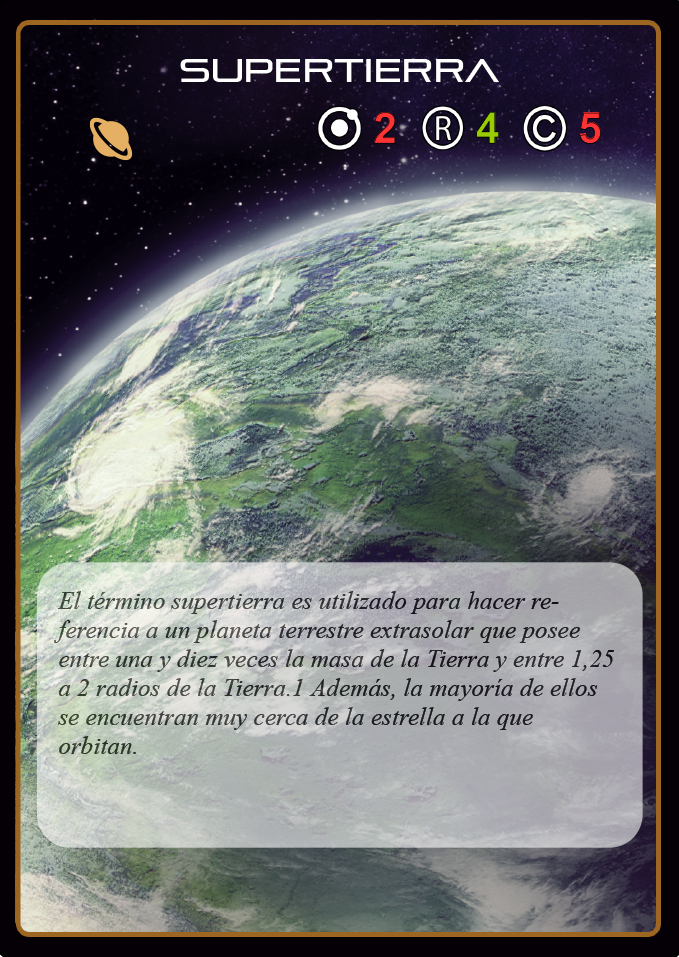 SUPERTIERRA
2 R 4 C 5
El término supertierra es utilizado para hacer re-
ferencia a un planeta terrestre extrasolar que posee
entre una y diez veces la masa de la Tierra y entre 1,25
a 2 radios de la Tierra.1 Además, la mayoría de ellos
se encuentran muy cerca de la estrella a la que
orbitan.